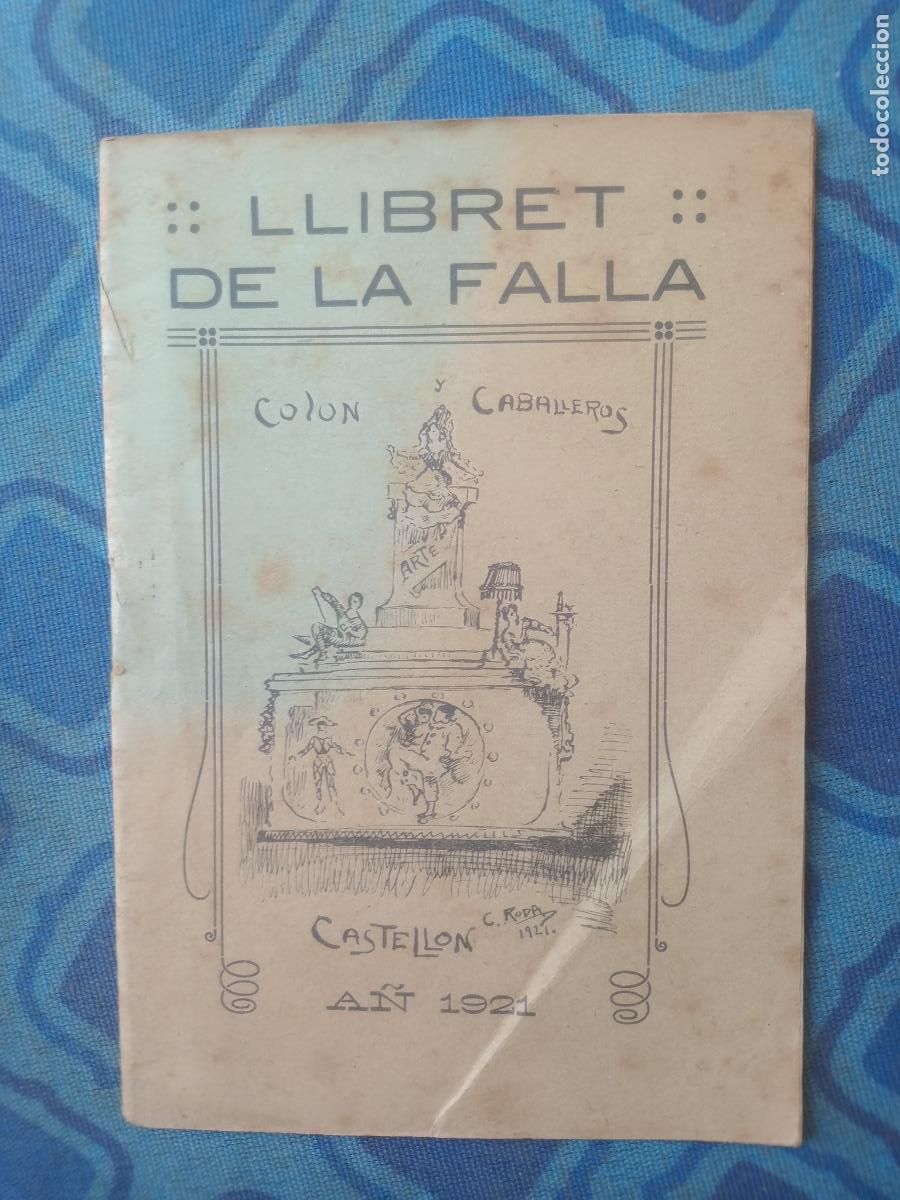 :: LLIBRET ::
DE LA FALLA
COLON Y CABALLEROS
ARTE
CASTELLON
C. RODA
1921.
AÑ 1921
todocoleccion